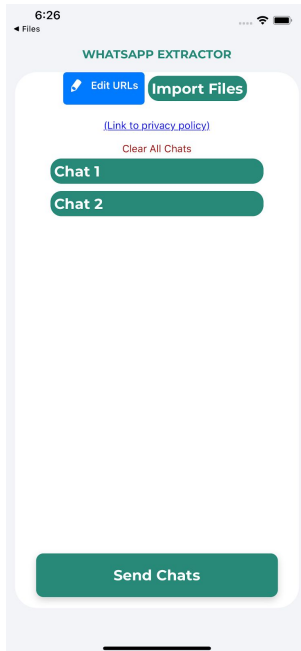 6:26
◀ Files
WHATSAPP EXTRACTOR
Edit URLs
Import Files
(Link to privacy policy)
Clear All Chats
Chat 1
Chat 2
Send Chats